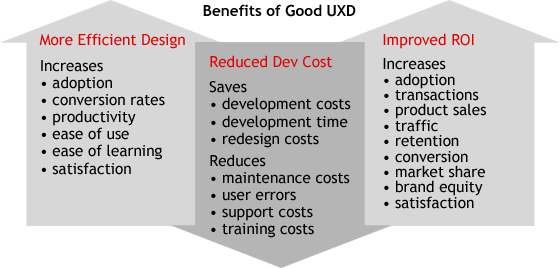 Benefits of Good UXD
More Efficient Design
Increases
• adoption
• conversion rates
• productivity
• ease of use
• ease of learning
• satisfaction
Reduced Dev Cost
Saves
• development costs
• development time
• redesign costs
Reduces
• maintenance costs
• user errors
• support costs
• training costs
Improved ROI
Increases
• adoption
• transactions
• product sales
• traffic
• retention
• conversion
• market share
• brand equity
• satisfaction